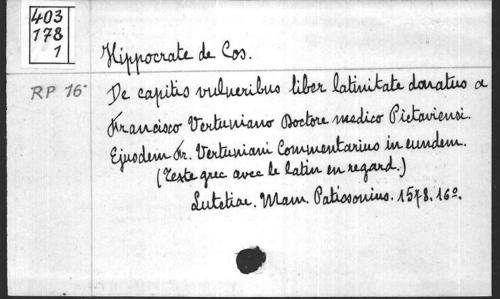 403
178
1
Hippocrate de Cos.
RP 16°
De capitis vulneribus liber latinitate donatus a
Francisco Vertuniano Doctore medico Pictaviensi.
Ejusdem Fr. Vertuniani Commentarius in eundem.
(Texte grec avec le latin en regard.)
Lutetiae. Mam. Patissonius. 1578. 16°.